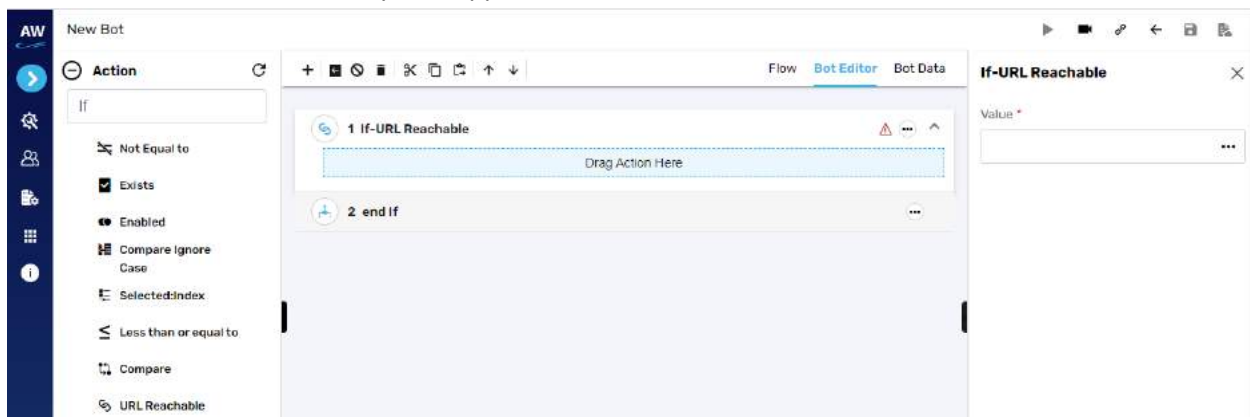 AW
New Bot
Action
If
Not Equal to
Exists
Enabled
Compare Ignore
Case
Selected:Index
Less than or equal to
Compare
URL Reachable
Flow Bot Editor Bot Data
1 If-URL Reachable
Drag Action Here
2 end If
If-URL Reachable
Value *